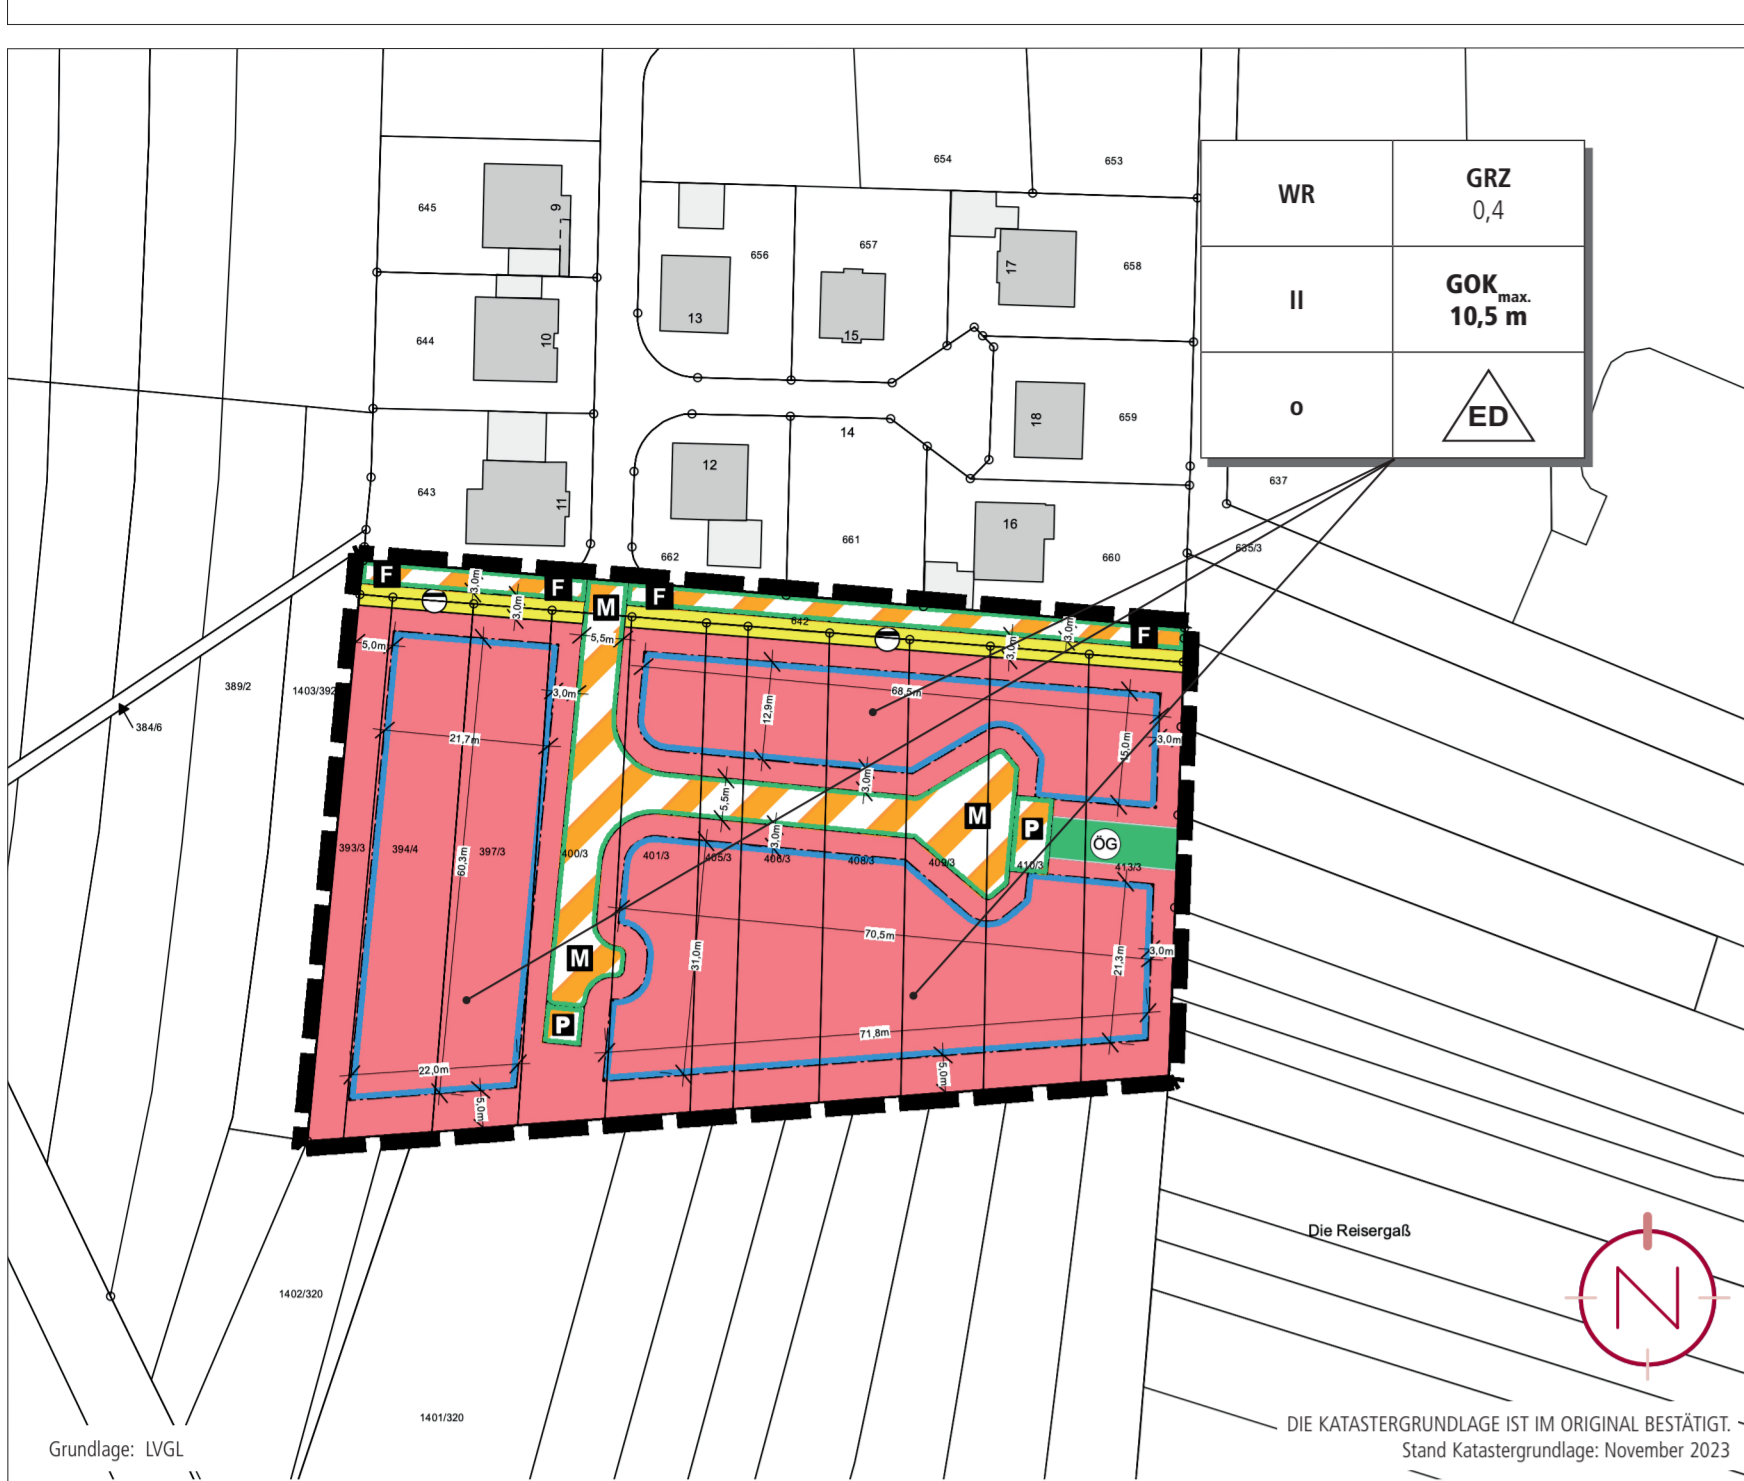 654
653
645
9
656
657
17
658
WR
GRZ
0,4
II
GOK max.
10,5 m
o
ED
644
10
13
15
14
18
659
643
11
12
662
661
16
660
637
635/3
F
F
M
F
F
642
3,0m
3,0m
3,0m
3,0m
5,5m
5,0m
389/2
1403/392
384/6
3,0m
68,5m
12,9m
15,0m
3,0m
21,7m
5,5m
3,0m
3,0m
M
P
ÖG
393/3
394/4
397/3
400/3
401/3
405/3
406/3
408/3
409/3
410/3
413/3
60,3m
70,5m
31,0m
21,3m
3,0m
M
P
71,8m
22,0m
5,0m
5,0m
Die Reisergaß
N
1402/320
1401/320
Grundlage: LVGL
DIE KATASTERGRUNDLAGE IST IM ORIGINAL BESTÄTIGT.
Stand Katastergrundlage: November 2023